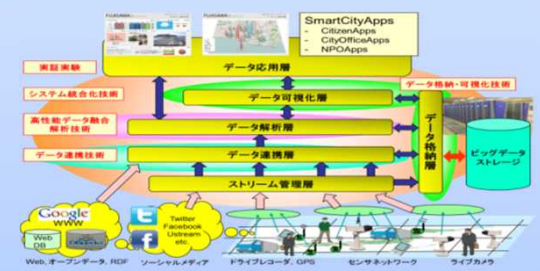 SmartCityApps
- CitizenApps
- CityOfficeApps
- NPOApps
データ応用層
実証実験
システム統合化技術
データ可視化層
データ格納・可視化技術
高性能データ融合
解析技術
データ解析層
データ格納層
データ連携技術
データ連携層
ビッグデータ
ストレージ
ストリーム管理層
Google
WWW
Web
DB
Twitter
Facebook
Ustream
etc.
Web, オープンデータ, RDF
ソーシャルメディア
ドライブレコーダ, GPS
センサネットワーク
ライブカメラ